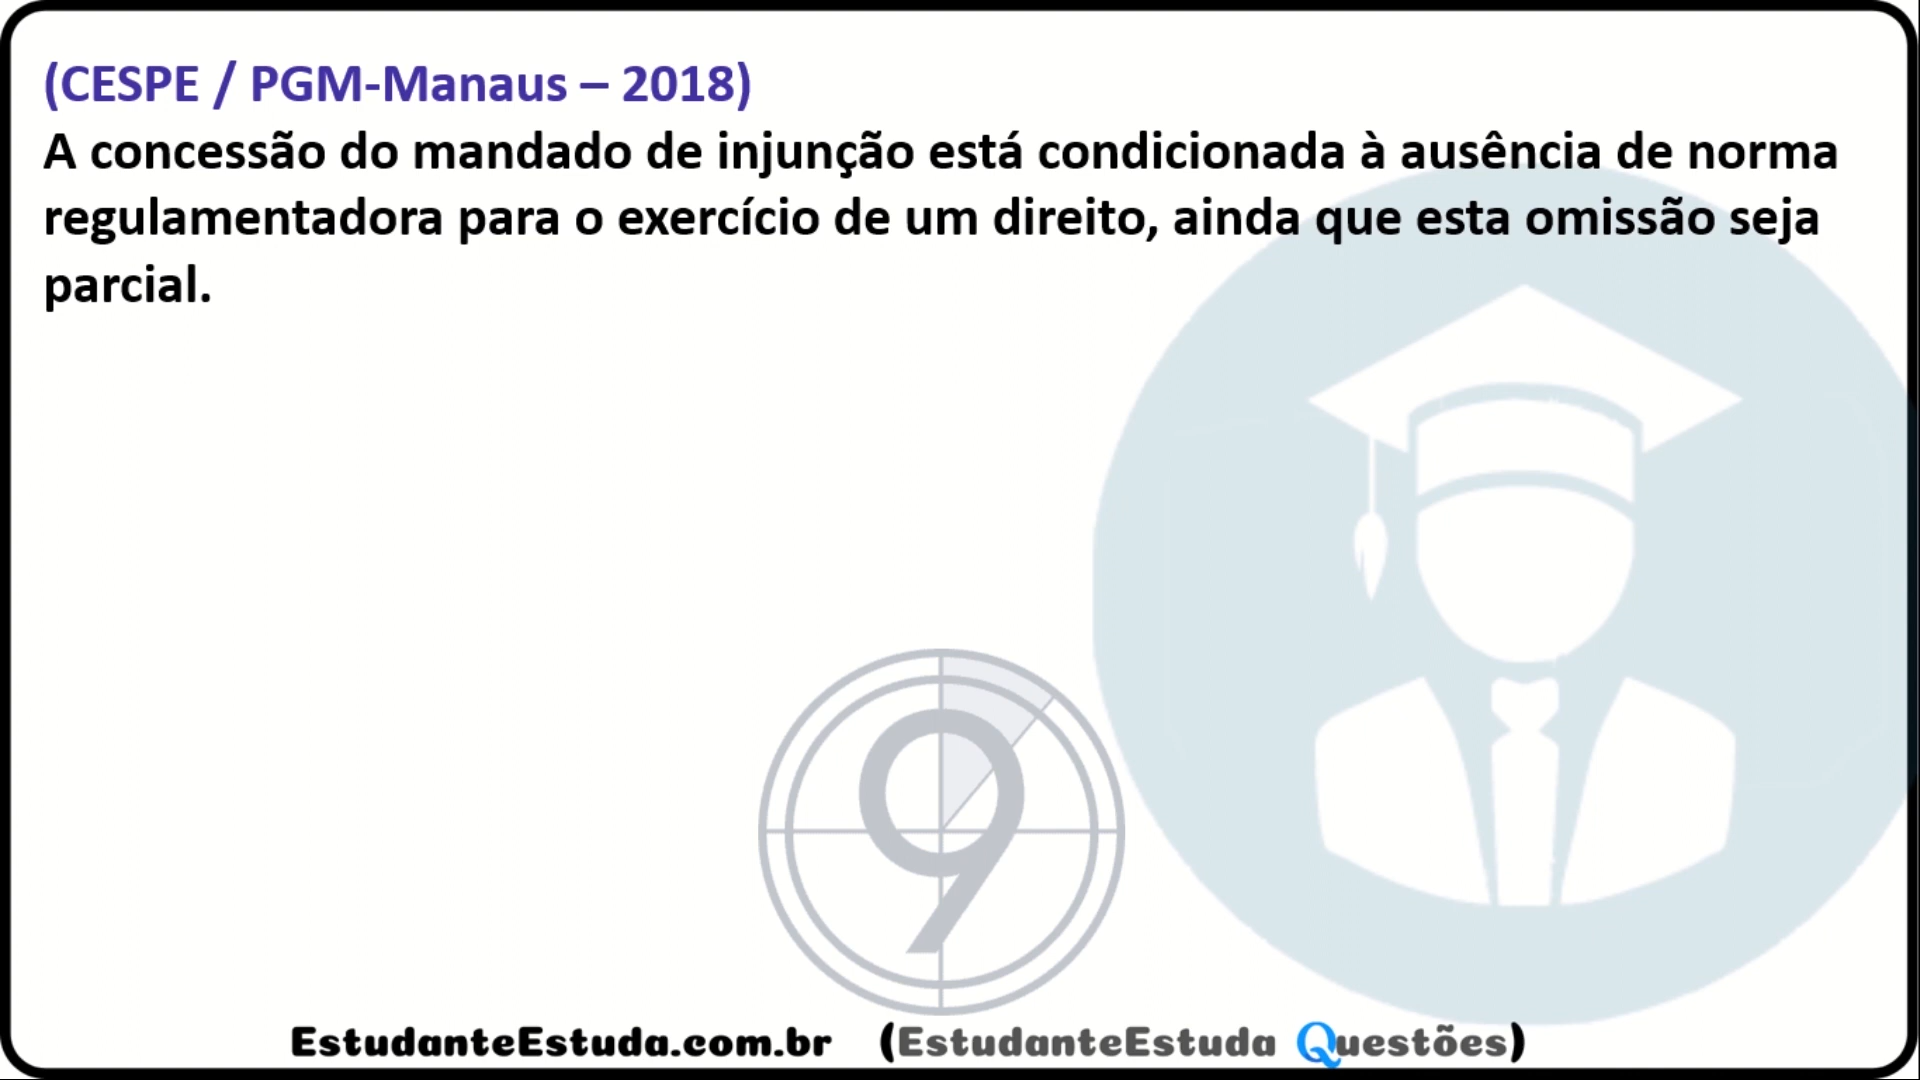 (CESPE / PGM-Manaus – 2018)
A concessão do mandado de injunção está condicionada à ausência de norma
regulamentadora para o exercício de um direito, ainda que esta omissão seja
parcial.
9
EstudanteEstuda.com.br (EstudanteEstuda Questões)